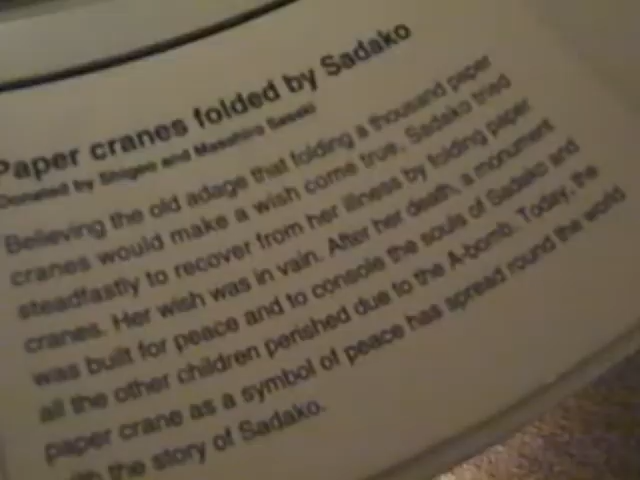 Paper cranes folded by Sadako
Donated by Shigeo and Masahiro Sasaki
Believing the old adage that folding a thousand paper
cranes would make a wish come true, Sadako tried
steadfastly to recover from her illness by folding paper
cranes. Her wish was in vain. After her death, a monument
was built for peace and to console the souls of Sadako and
all the other children perished due to the A-bomb. Today, the
paper crane as a symbol of peace has spread round the world
with the story of Sadako.